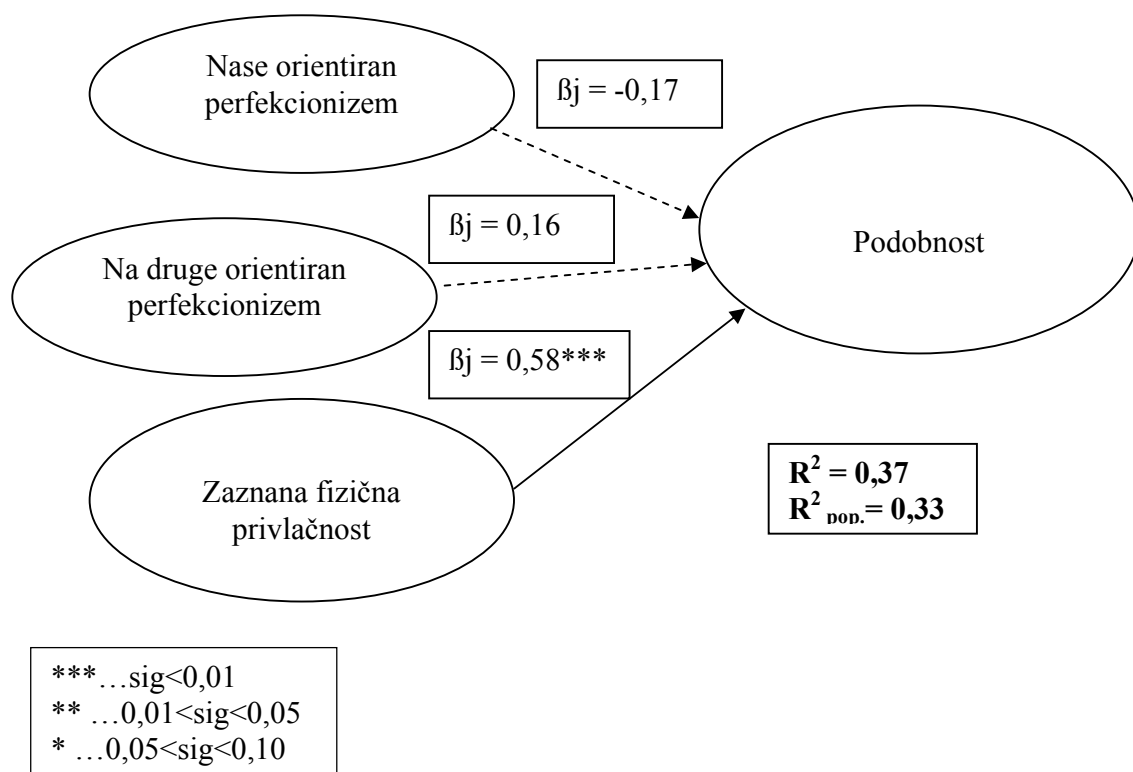 Nase orientiran
perfekcionizem
ßj = -0,17
ßj = 0,16
Na druge orientiran
perfekcionizem
Podobnost
ßj = 0,58***
Zaznana fizična
privlačnost
R² = 0,37
R² pop.= 0,33
***…sig<0,01
** …0,01<sig<0,05
* …0,05<sig<0,10